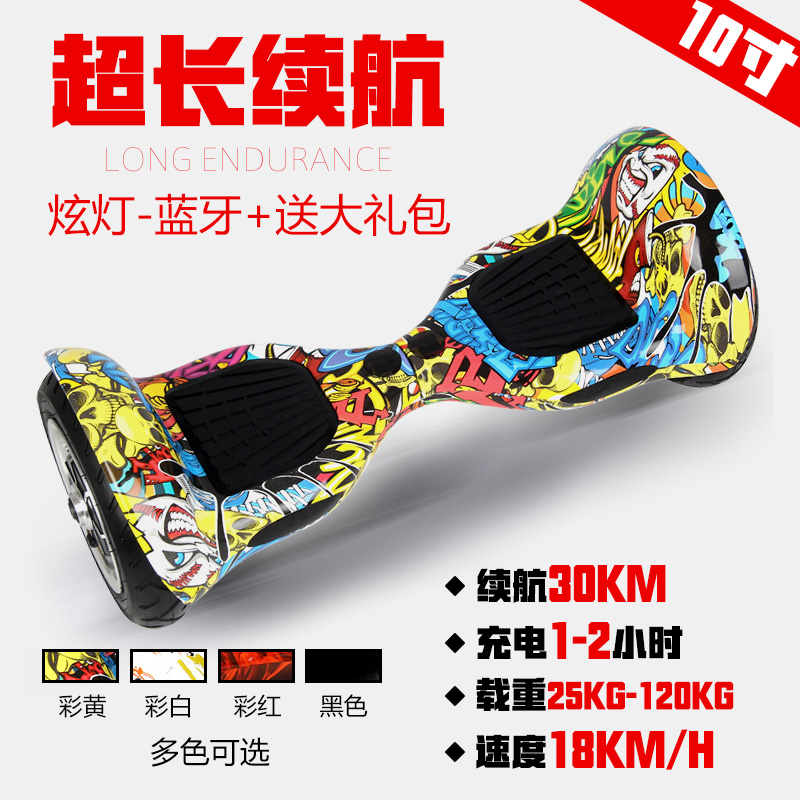 10寸
超长续航
LONG ENDURANCE
炫灯-蓝牙+送大礼包
续航30KM
充电1-2小时
载重25KG-120KG
速度18KM/H
彩黄 彩白 彩红 黑色
多色可选